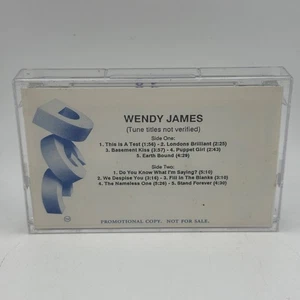 WENDY JAMES
(Tune titles not verified)
Side One:
1. This Is A Test (1:56) - 2. Londons Brilliant (2:25)
3. Basement Kiss (3:57) - 4. Puppet Girl (2:43)
5. Earth Bound (4:29)
Side Two:
1. Do You Know What I'm Saying? (5:10)
2. We Despise You (3:16) - 3. Fill In The Blanks (3:16)
4. The Nameless One (5:28) - 5. Stand Forever (4:30)
PROMOTIONAL COPY. NOT FOR SALE.